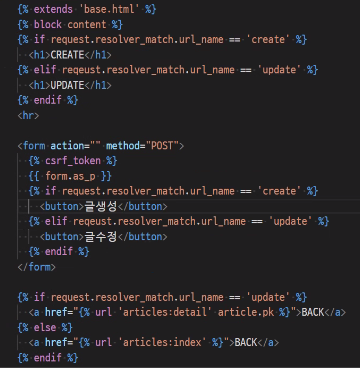 {% extends 'base.html' %}
{% block content %}
{% if request.resolver_match.url_name == 'create' %}
<h1>CREATE</h1>
{% elif reqeust.resolver_match.url_name == 'update' %}
<h1>UPDATE</h1>
{% endif %}
<hr>
<form action="" method="POST">
{% csrf_token %}
{{ form.as_p }}
{% if request.resolver_match.url_name == 'create' %}
<button>글생성</button>
{% elif reqeust.resolver_match.url_name == 'update' %}
<button>글수정</button>
{% endif %}
</form>
{% if request.resolver_match.url_name == 'update' %}
<a href="{% url 'articles:detail' article.pk %}">BACK</a>
{% else %}
<a href="{% url 'articles:index' %}">BACK</a>
{% endif %}